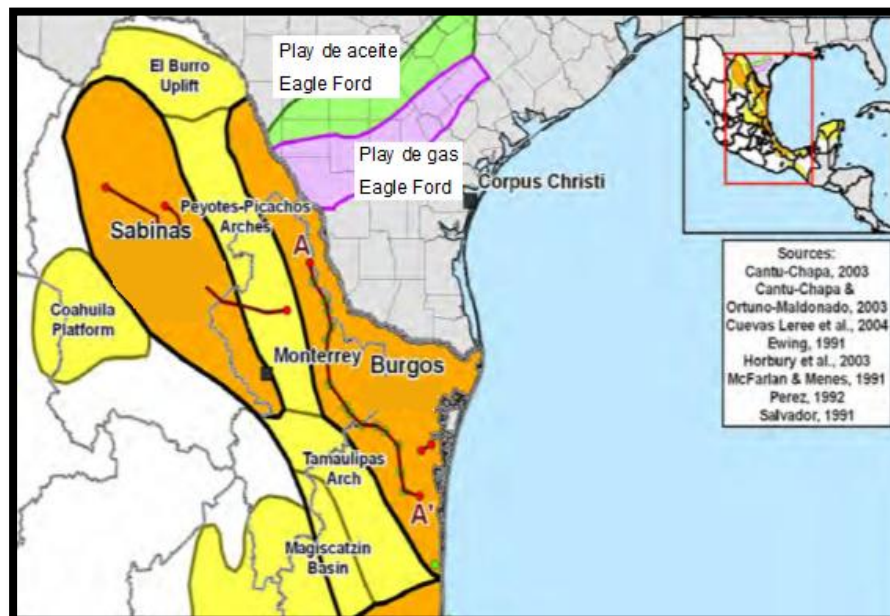 El Burro
Uplift
Play de aceite
Eagle Ford
Play de gas
Eagle Ford
Corpus Christi
Peyotes-Picachos
Arches
Sabinas
A
Coahuila
Platform
Monterrey
Burgos
Tamaulipas
Arch
A'
Magiscatzin
Basin
Sources:
Cantu-Chapa, 2003
Cantu-Chapa &
Ortuno-Maldonado, 2003
Cuevas Leree et al., 2004
Ewing, 1991
Horbury et al., 2003
McFarlan & Menes, 1991
Perez, 1992
Salvador, 1991